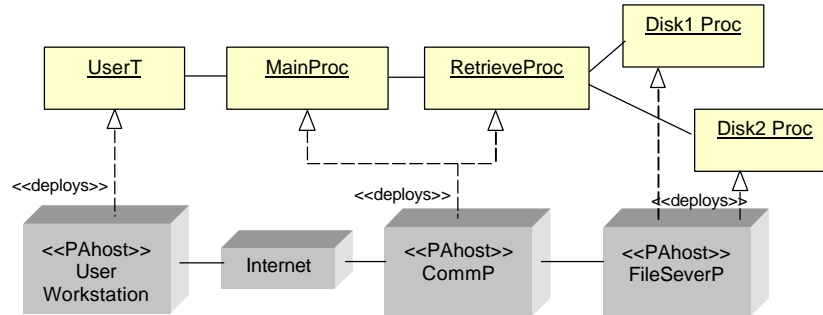 Disk1 Proc
UserT
MainProc
RetrieveProc
Disk2 Proc
<<deploys>>
<<deploys>>
<<deploys>>
<<PAhost>>
User
Workstation
Internet
<<PAhost>>
CommP
<<PAhost>>
FileSeverP